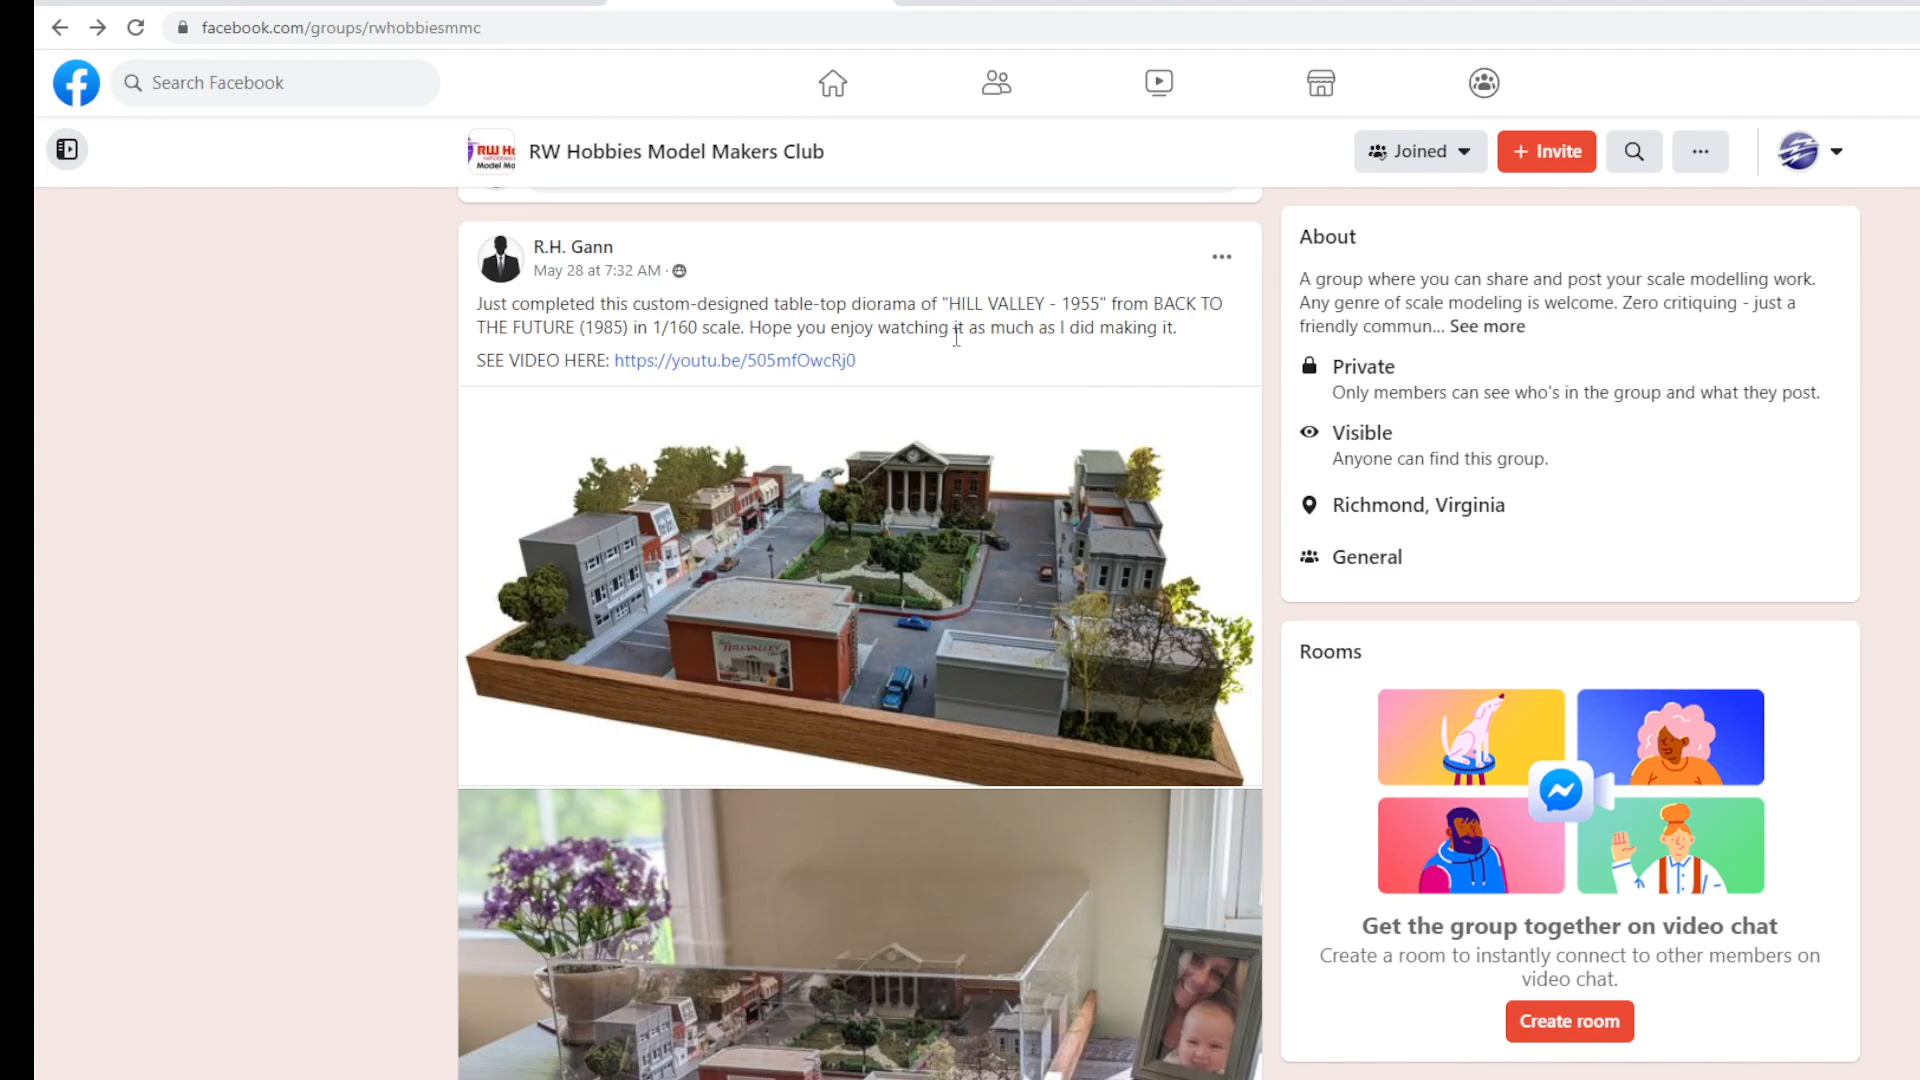 facebook.com/groups/rwhobbiesmmc
Search Facebook
RW Hobbies Model Makers Club
Joined
+ Invite
R.H. Gann
May 28 at 7:32 AM ·
Just completed this custom-designed table-top diorama of "HILL VALLEY - 1955" from BACK TO
THE FUTURE (1985) in 1/160 scale. Hope you enjoy watching it as much as I did making it.
SEE VIDEO HERE: https://youtu.be/505mfOwcRj0
HILL VALLEY
About
A group where you can share and post your scale modelling work.
Any genre of scale modeling is welcome. Zero critiquing - just a
friendly commun... See more
Private
Only members can see who's in the group and what they post.
Visible
Anyone can find this group.
Richmond, Virginia
General
Rooms
Get the group together on video chat
Create a room to instantly connect to other members on
video chat.
Create room